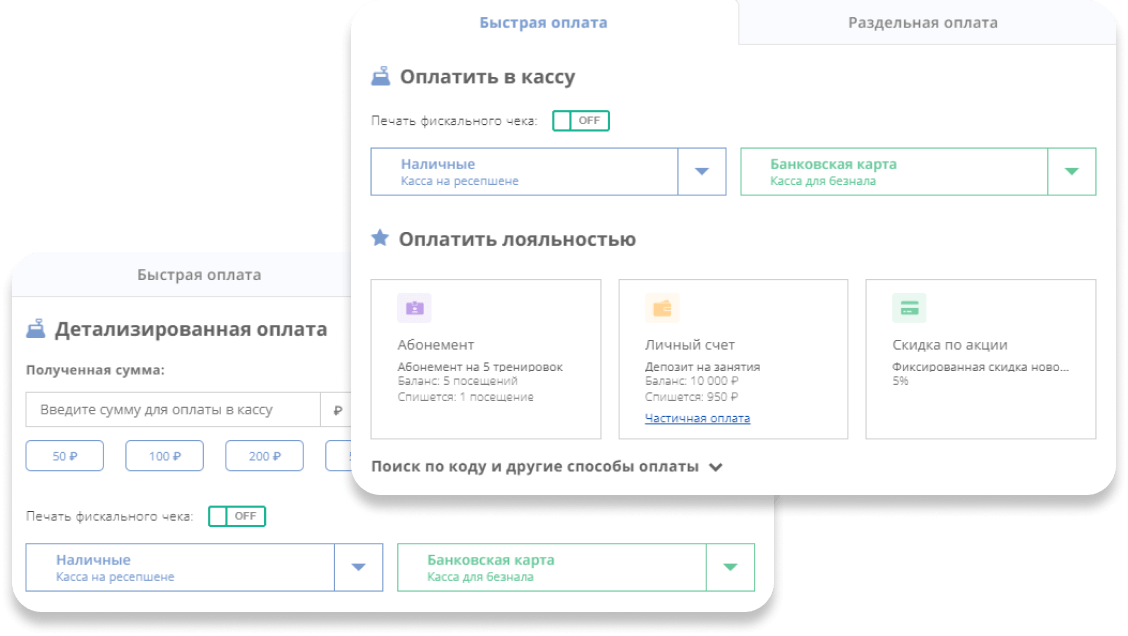 Быстрая оплата
Раздельная оплата
Оплатить в кассу
Печать фискального чека: OFF
Наличные
Касса на ресепшене
Банковская карта
Касса для безнала
Оплатить лояльностью
Абонемент
Абонемент на 5 тренировок
Баланс: 5 посещений
Спишется: 1 посещение
Личный счет
Депозит на занятия
Баланс: 10 000 ₽
Спишется: 950 ₽
Частичная оплата
Скидка по акции
Фиксированная скидка ново...
5%
Поиск по коду и другие способы оплаты
Быстрая оплата
Детализированная оплата
Полученная сумма:
Введите сумму для оплаты в кассу ₽
50 ₽
100 ₽
200 ₽
Печать фискального чека: OFF
Наличные
Касса на ресепшене
Банковская карта
Касса для безнала